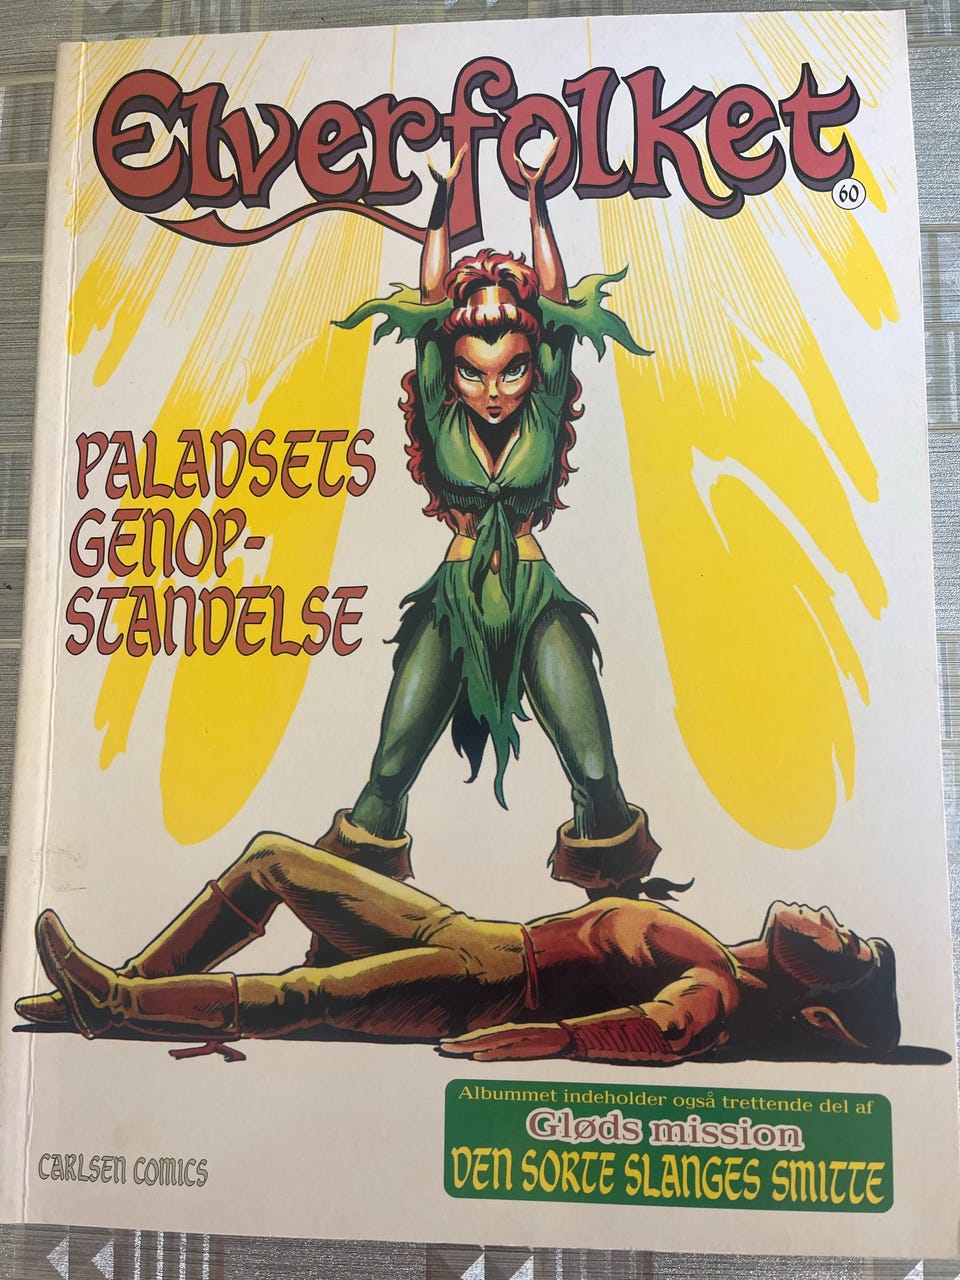 Elverfolket
60
PALADSETS
GENOP-
STANDELSE
Albummet indeholder også trettende del af
Gløds mission
DEN SORTE SLANGES SMITTE
CARLSEN COMICS